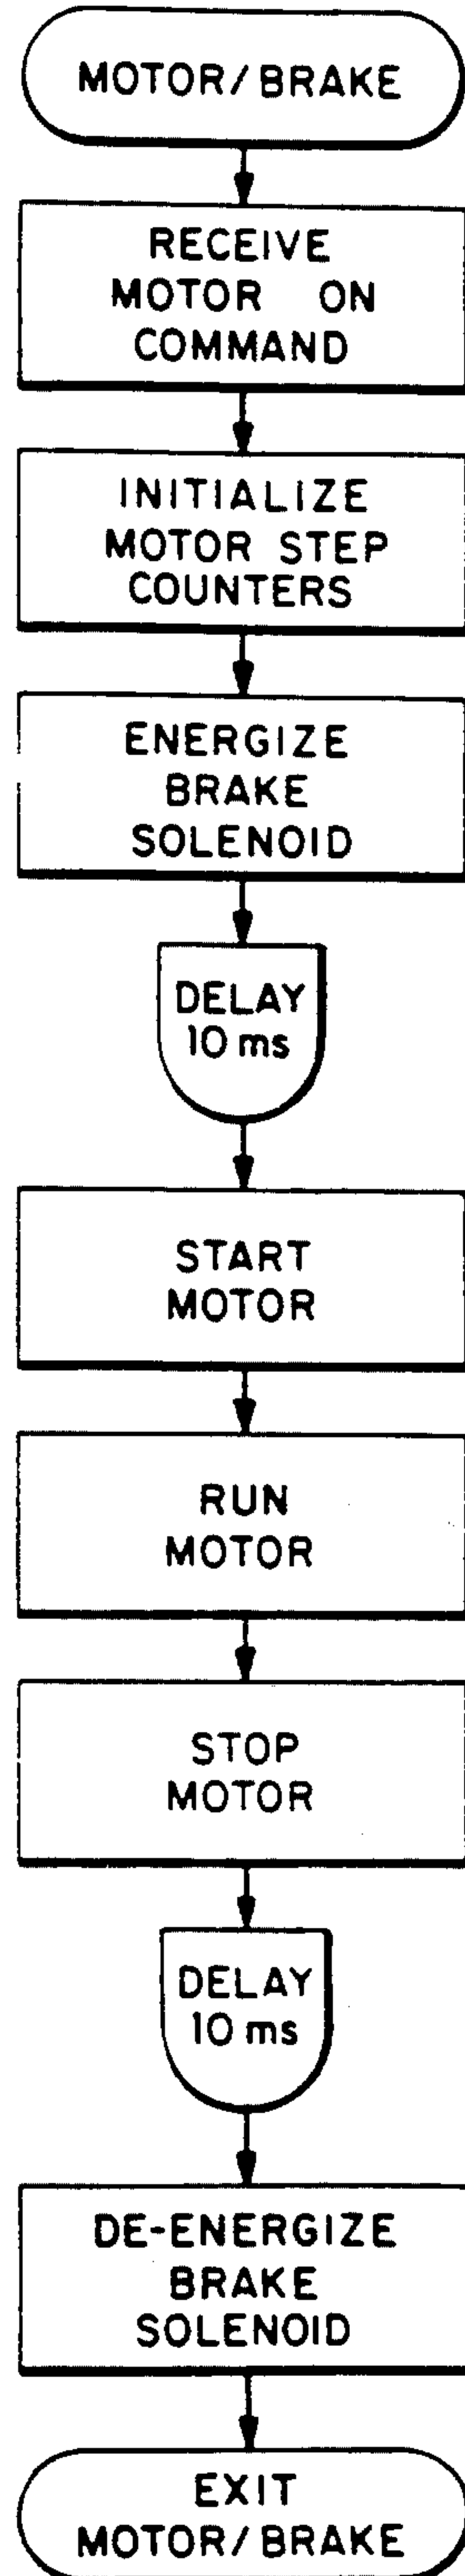 MOTOR/BRAKE
RECEIVE
MOTOR ON
COMMAND
INITIALIZE
MOTOR STEP
COUNTERS
ENERGIZE
BRAKE
SOLENOID
DELAY
10 ms
START
MOTOR
RUN
MOTOR
STOP
MOTOR
DELAY
10 ms
DE-ENERGIZE
BRAKE
SOLENOID
EXIT
MOTOR/BRAKE